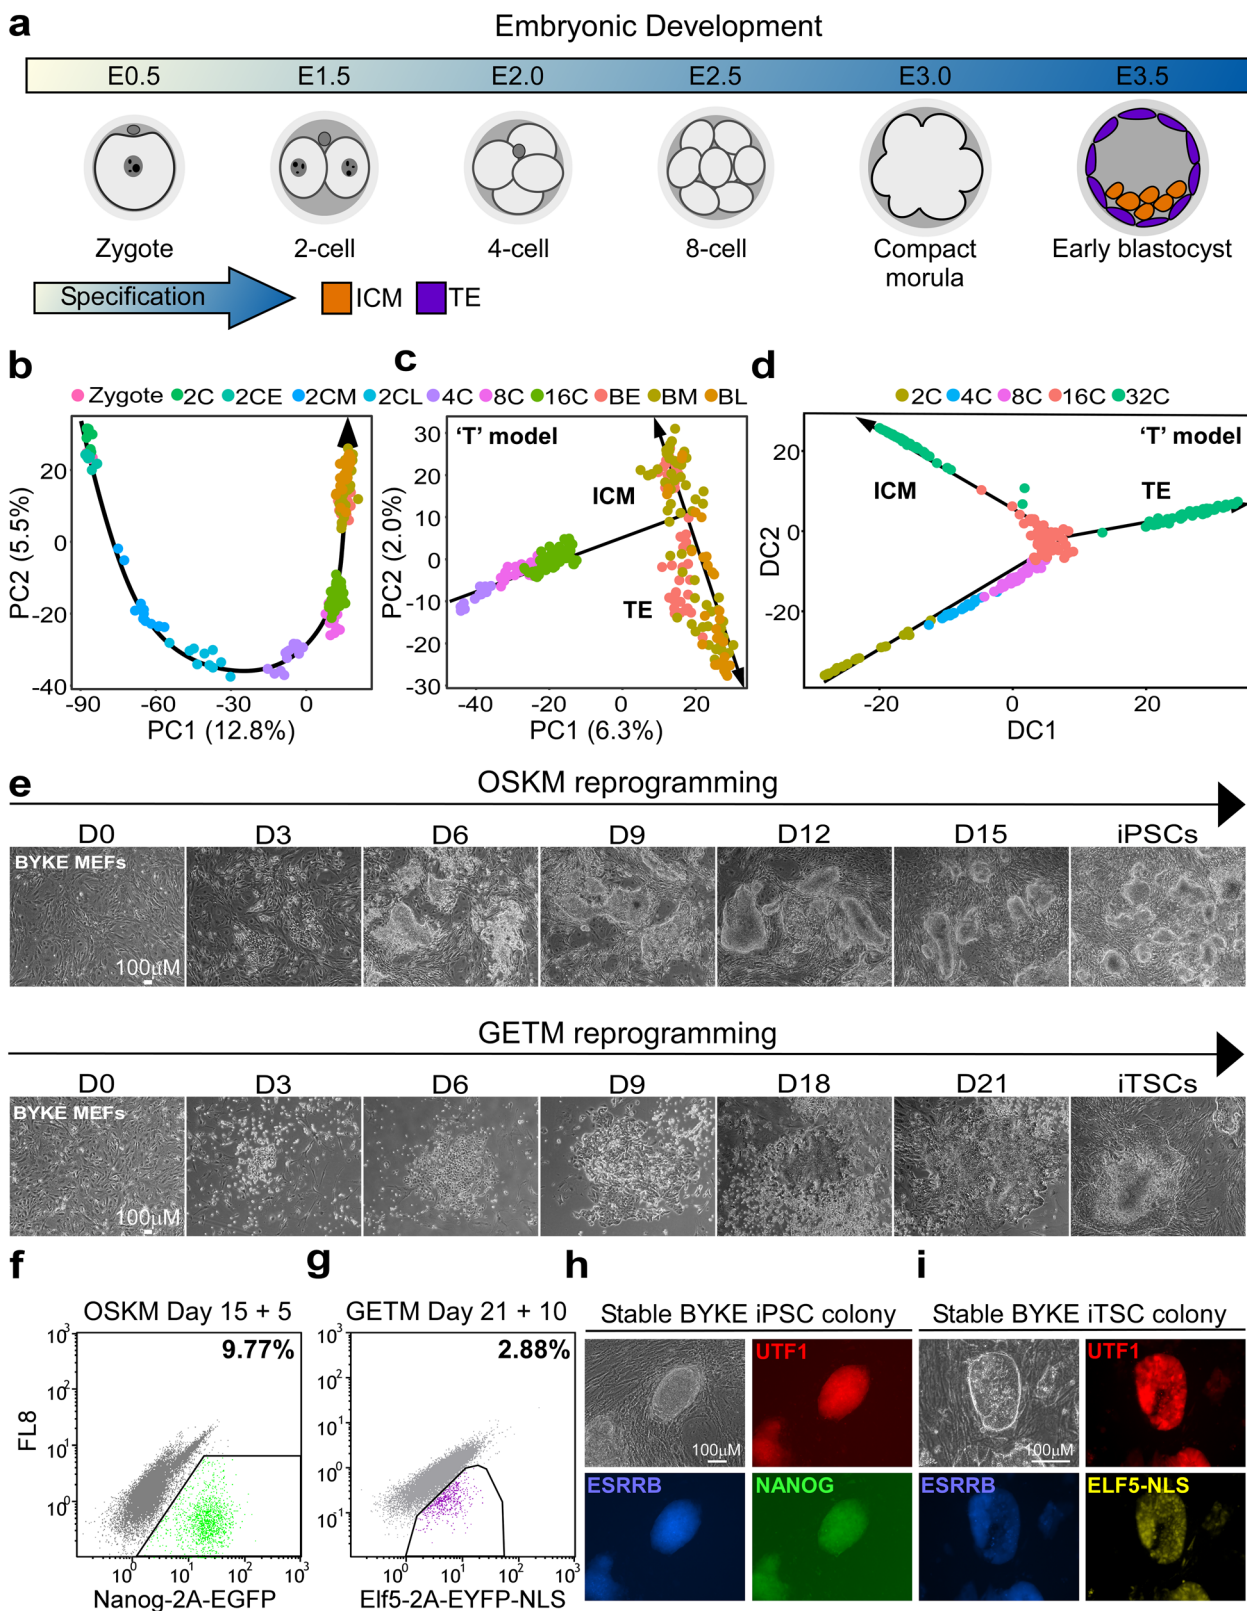 a
Embryonic Development
E0.5 E1.5 E2.0 E2.5 E3.0 E3.5
Zygote 2-cell 4-cell 8-cell Compact morula Early blastocyst
Specification ICM TE
b c d
Zygote 2C 2CE 2CM 2CL 4C 8C 16C BE BM BL
2C 4C 8C 16C 32C
PC2 (5.5%)
20
0
-20
-40
-90 -60 -30 0
PC1 (12.8%)
'T' model
ICM
TE
PC2 (2.0%)
30
20
10
0
-10
-20
-30
-40 -20 0 20
PC1 (6.3%)
'T' model
ICM
TE
DC2
20
0
-20
-20 0 20
DC1
e
OSKM reprogramming
D0 D3 D6 D9 D12 D15 iPSCs
BYKE MEFs
100µM
GETM reprogramming
D0 D3 D6 D9 D18 D21 iTSCs
BYKE MEFs
100µM
f
OSKM Day 15 + 5
9.77%
FL8
10³
10²
10¹
10⁰
10⁰ 10¹ 10² 10³
Nanog-2A-EGFP
g
GETM Day 21 + 10
2.88%
10³
10²
10¹
10⁰
10⁻¹
10⁰ 10¹ 10² 10³
Elf5-2A-EYFP-NLS
h
Stable BYKE iPSC colony
UTF1
100µM
ESRRB
NANOG
i
Stable BYKE iTSC colony
UTF1
100µM
ESRRB
ELF5-NLS